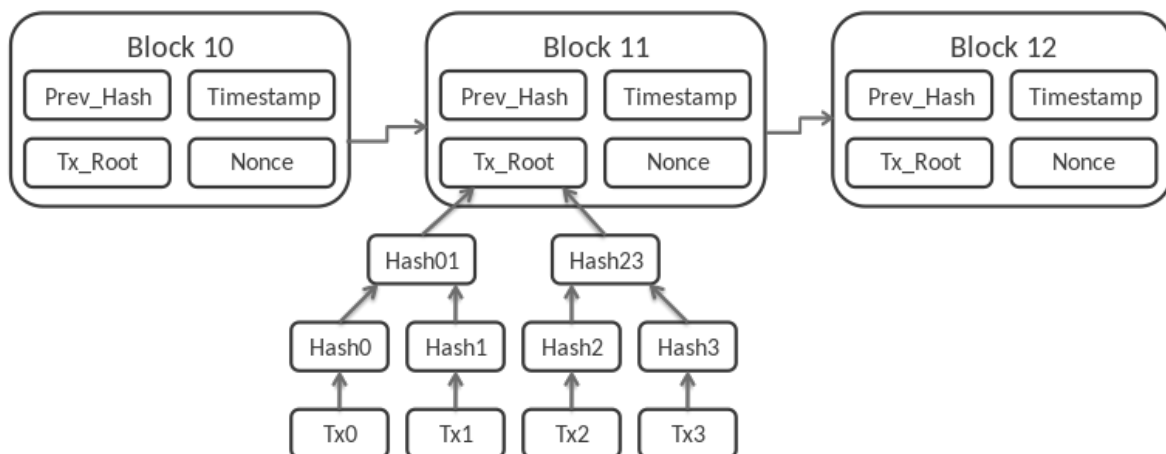 Block 10
Block 11
Block 12
Prev_Hash Timestamp
Prev_Hash Timestamp
Prev_Hash Timestamp
Tx_Root Nonce
Tx_Root Nonce
Tx_Root Nonce
Hash01 Hash23
Hash0 Hash1 Hash2 Hash3
Tx0 Tx1 Tx2 Tx3